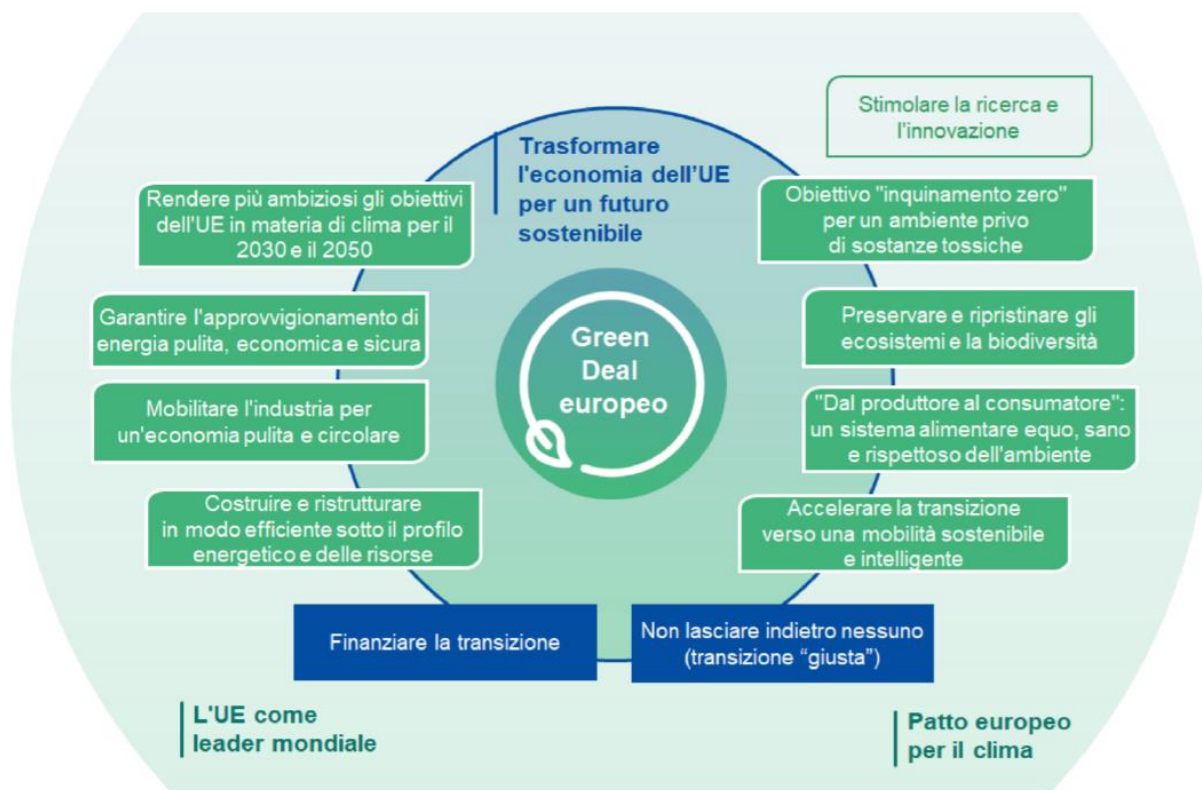 Stimolare la ricerca e
l'innovazione
Trasformare
l'economia dell'UE
per un futuro
sostenibile
Rendere più ambiziosi gli obiettivi
dell'UE in materia di clima per il
2030 e il 2050
Garantire l'approvvigionamento di
energia pulita, economica e sicura
Mobilitare l'industria per
un'economia pulita e circolare
Costruire e ristrutturare
in modo efficiente sotto il profilo
energetico e delle risorse
Green
Deal
europeo
Obiettivo "inquinamento zero"
per un ambiente privo
di sostanze tossiche
Preservare e ripristinare gli
ecosistemi e la biodiversità
"Dal produttore al consumatore":
un sistema alimentare equo, sano
e rispettoso dell'ambiente
Accelerare la transizione
verso una mobilità sostenibile
e intelligente
Finanziare la transizione
Non lasciare indietro nessuno
(transizione “giusta”)
L'UE come
leader mondiale
Patto europeo
per il clima